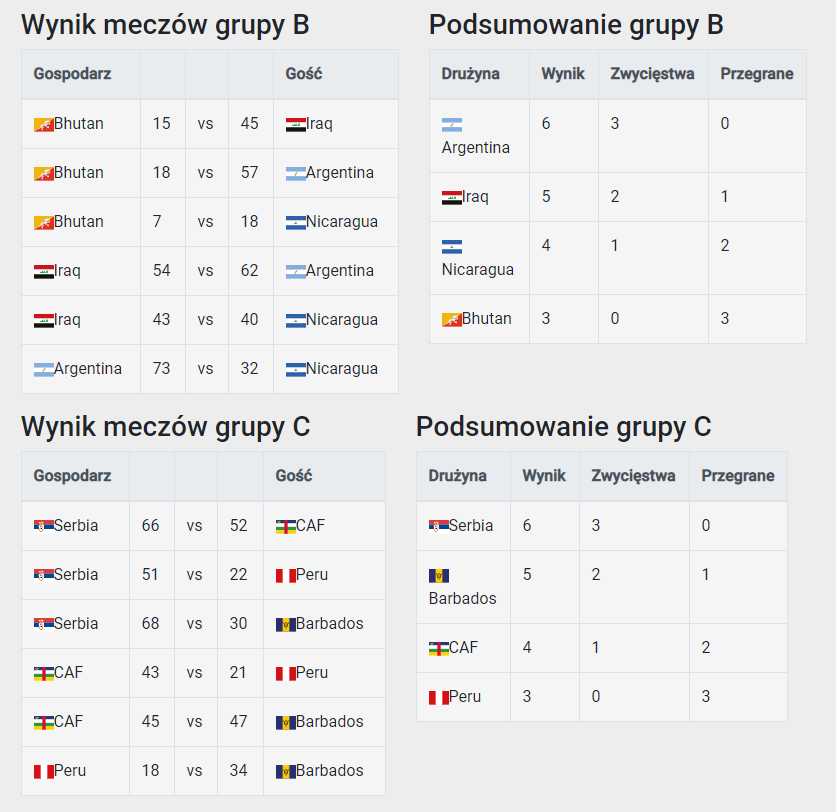 Wynik meczów grupy B
Gospodarz Gość
Bhutan 15 vs 45 Iraq
Bhutan 18 vs 57 Argentina
Bhutan 7 vs 18 Nicaragua
Iraq 54 vs 62 Argentina
Iraq 43 vs 40 Nicaragua
Argentina 73 vs 32 Nicaragua
Podsumowanie grupy B
Drużyna Wynik Zwycięstwa Przegrane
Argentina 6 3 0
Iraq 5 2 1
Nicaragua 4 1 2
Bhutan 3 0 3
Wynik meczów grupy C
Gospodarz Gość
Serbia 66 vs 52 CAF
Serbia 51 vs 22 Peru
Serbia 68 vs 30 Barbados
CAF 43 vs 21 Peru
CAF 45 vs 47 Barbados
Peru 18 vs 34 Barbados
Podsumowanie grupy C
Drużyna Wynik Zwycięstwa Przegrane
Serbia 6 3 0
Barbados 5 2 1
CAF 4 1 2
Peru 3 0 3